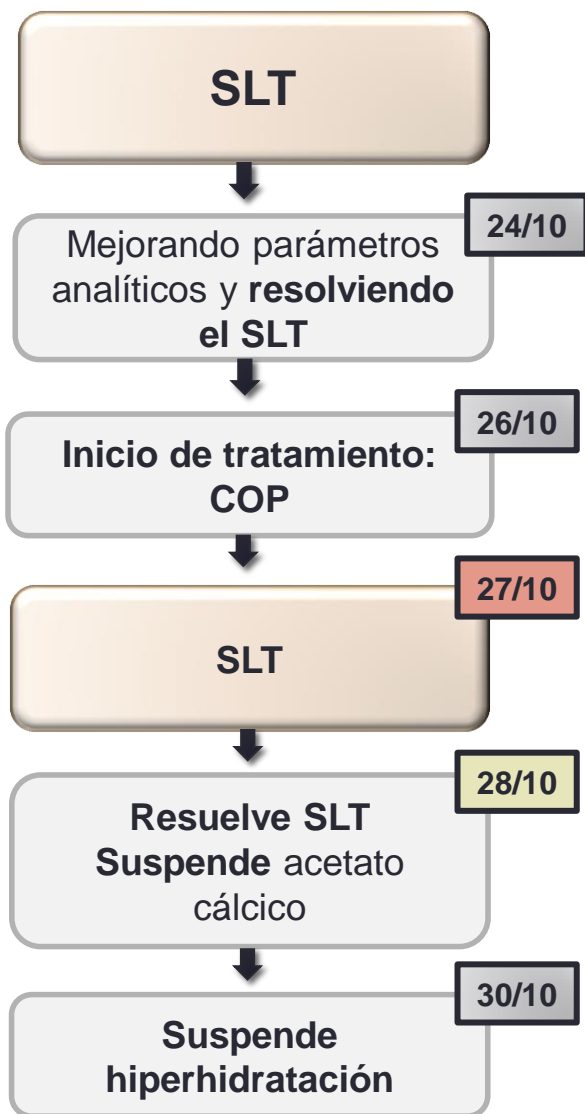 SLT
24/10
Mejorando parámetros
analíticos y resolviendo
el SLT
26/10
Inicio de tratamiento:
COP
27/10
SLT
28/10
Resuelve SLT
Suspende acetato
cálcico
30/10
Suspende
hiperhidratación